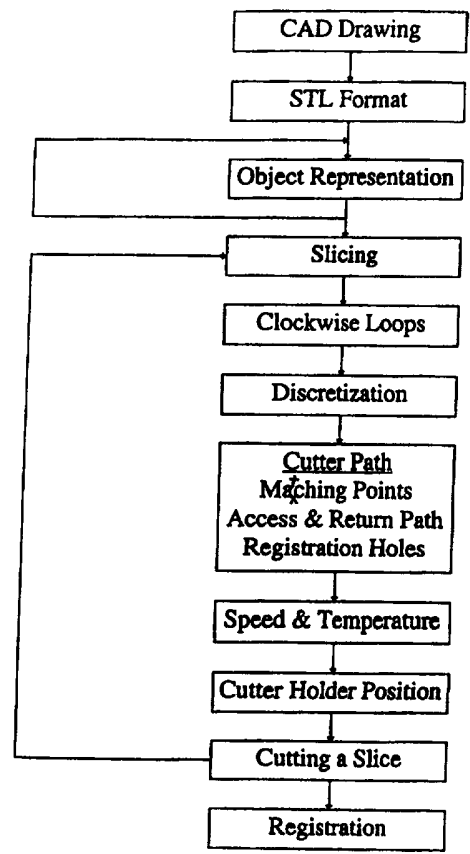 CAD Drawing
STL Format
Object Representation
Slicing
Clockwise Loops
Discretization
Cutter Path
Maching Points
Access & Return Path
Registration Holes
Speed & Temperature
Cutter Holder Position
Cutting a Slice
Registration